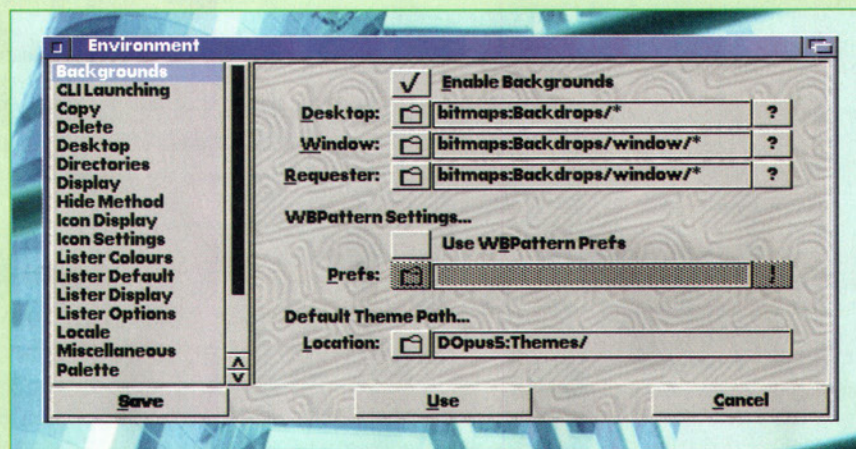 Environment
Backgrounds
CLI Launching
Copy
Delete
Desktop
Directories
Display
Hide Method
Icon Display
Icon Settings
Lister Colours
Lister Default
Lister Display
Lister Options
Locale
Miscellaneous
Palette
Enable Backgrounds
Desktop: bitmaps:Backdrops/* ?
Window: bitmaps:Backdrops/window/* ?
Requester: bitmaps:Backdrops/window/* ?
WBPattern Settings...
Use WBPattern Prefs
Prefs: !
Default Theme Path...
Location: DOpus5:Themes/
Save Use Cancel